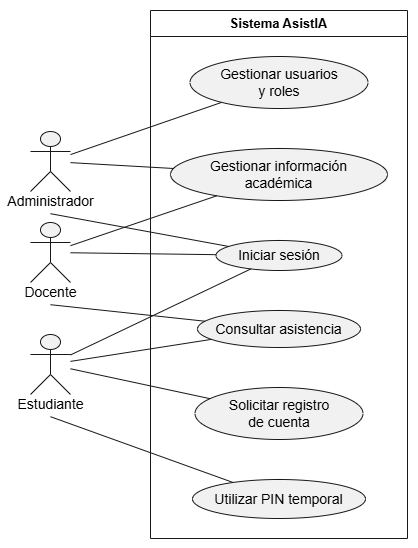 Sistema AsistIA
Gestionar usuarios
y roles
Gestionar información
académica
Administrador
Iniciar sesión
Docente
Consultar asistencia
Estudiante
Solicitar registro
de cuenta
Utilizar PIN temporal